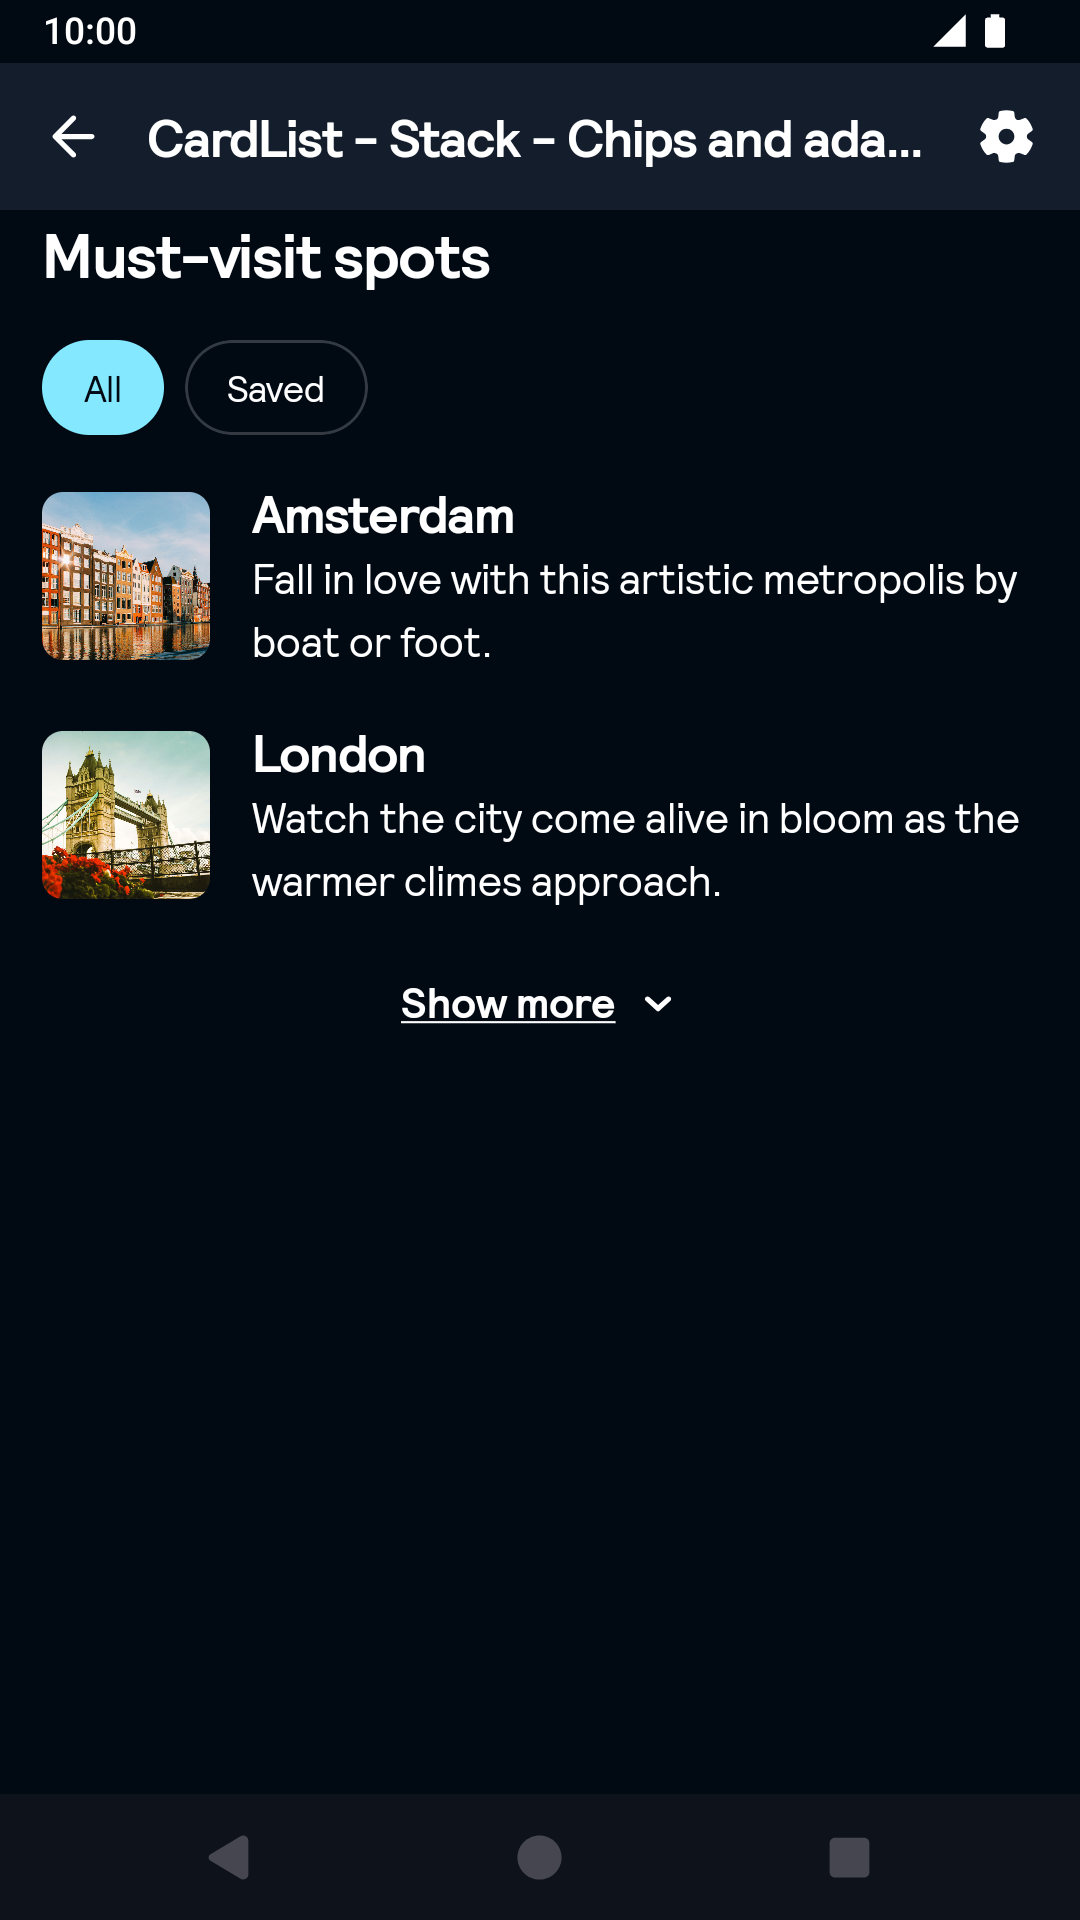 10:00
CardList - Stack - Chips and ada...
Must-visit spots
All
Saved
Amsterdam
Fall in love with this artistic metropolis by
boat or foot.
London
Watch the city come alive in bloom as the
warmer climes approach.
Show more